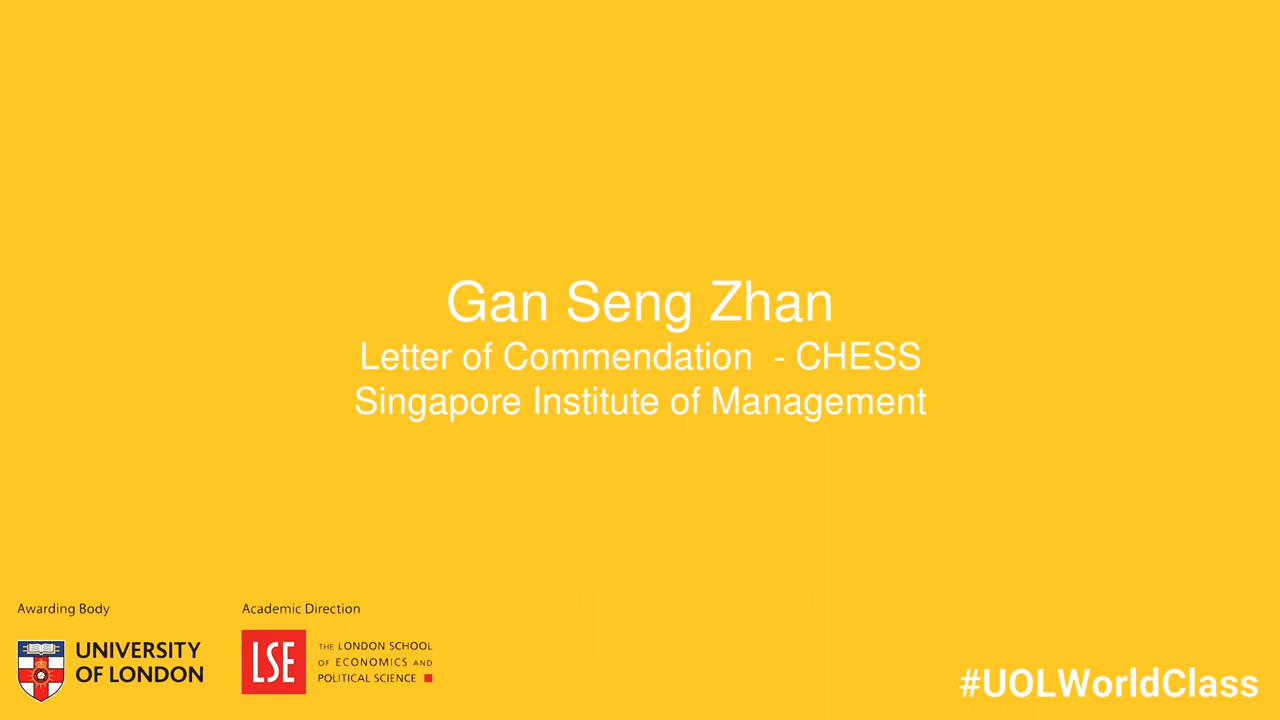 Gan Seng Zhan
Letter of Commendation  - CHESS
Singapore Institute of Management
Awarding Body
UNIVERSITY
OF LONDON
Academic Direction
LSE
THE LONDON SCHOOL
OF ECONOMICS AND
POLITICAL SCIENCE
#UOLWorldClass